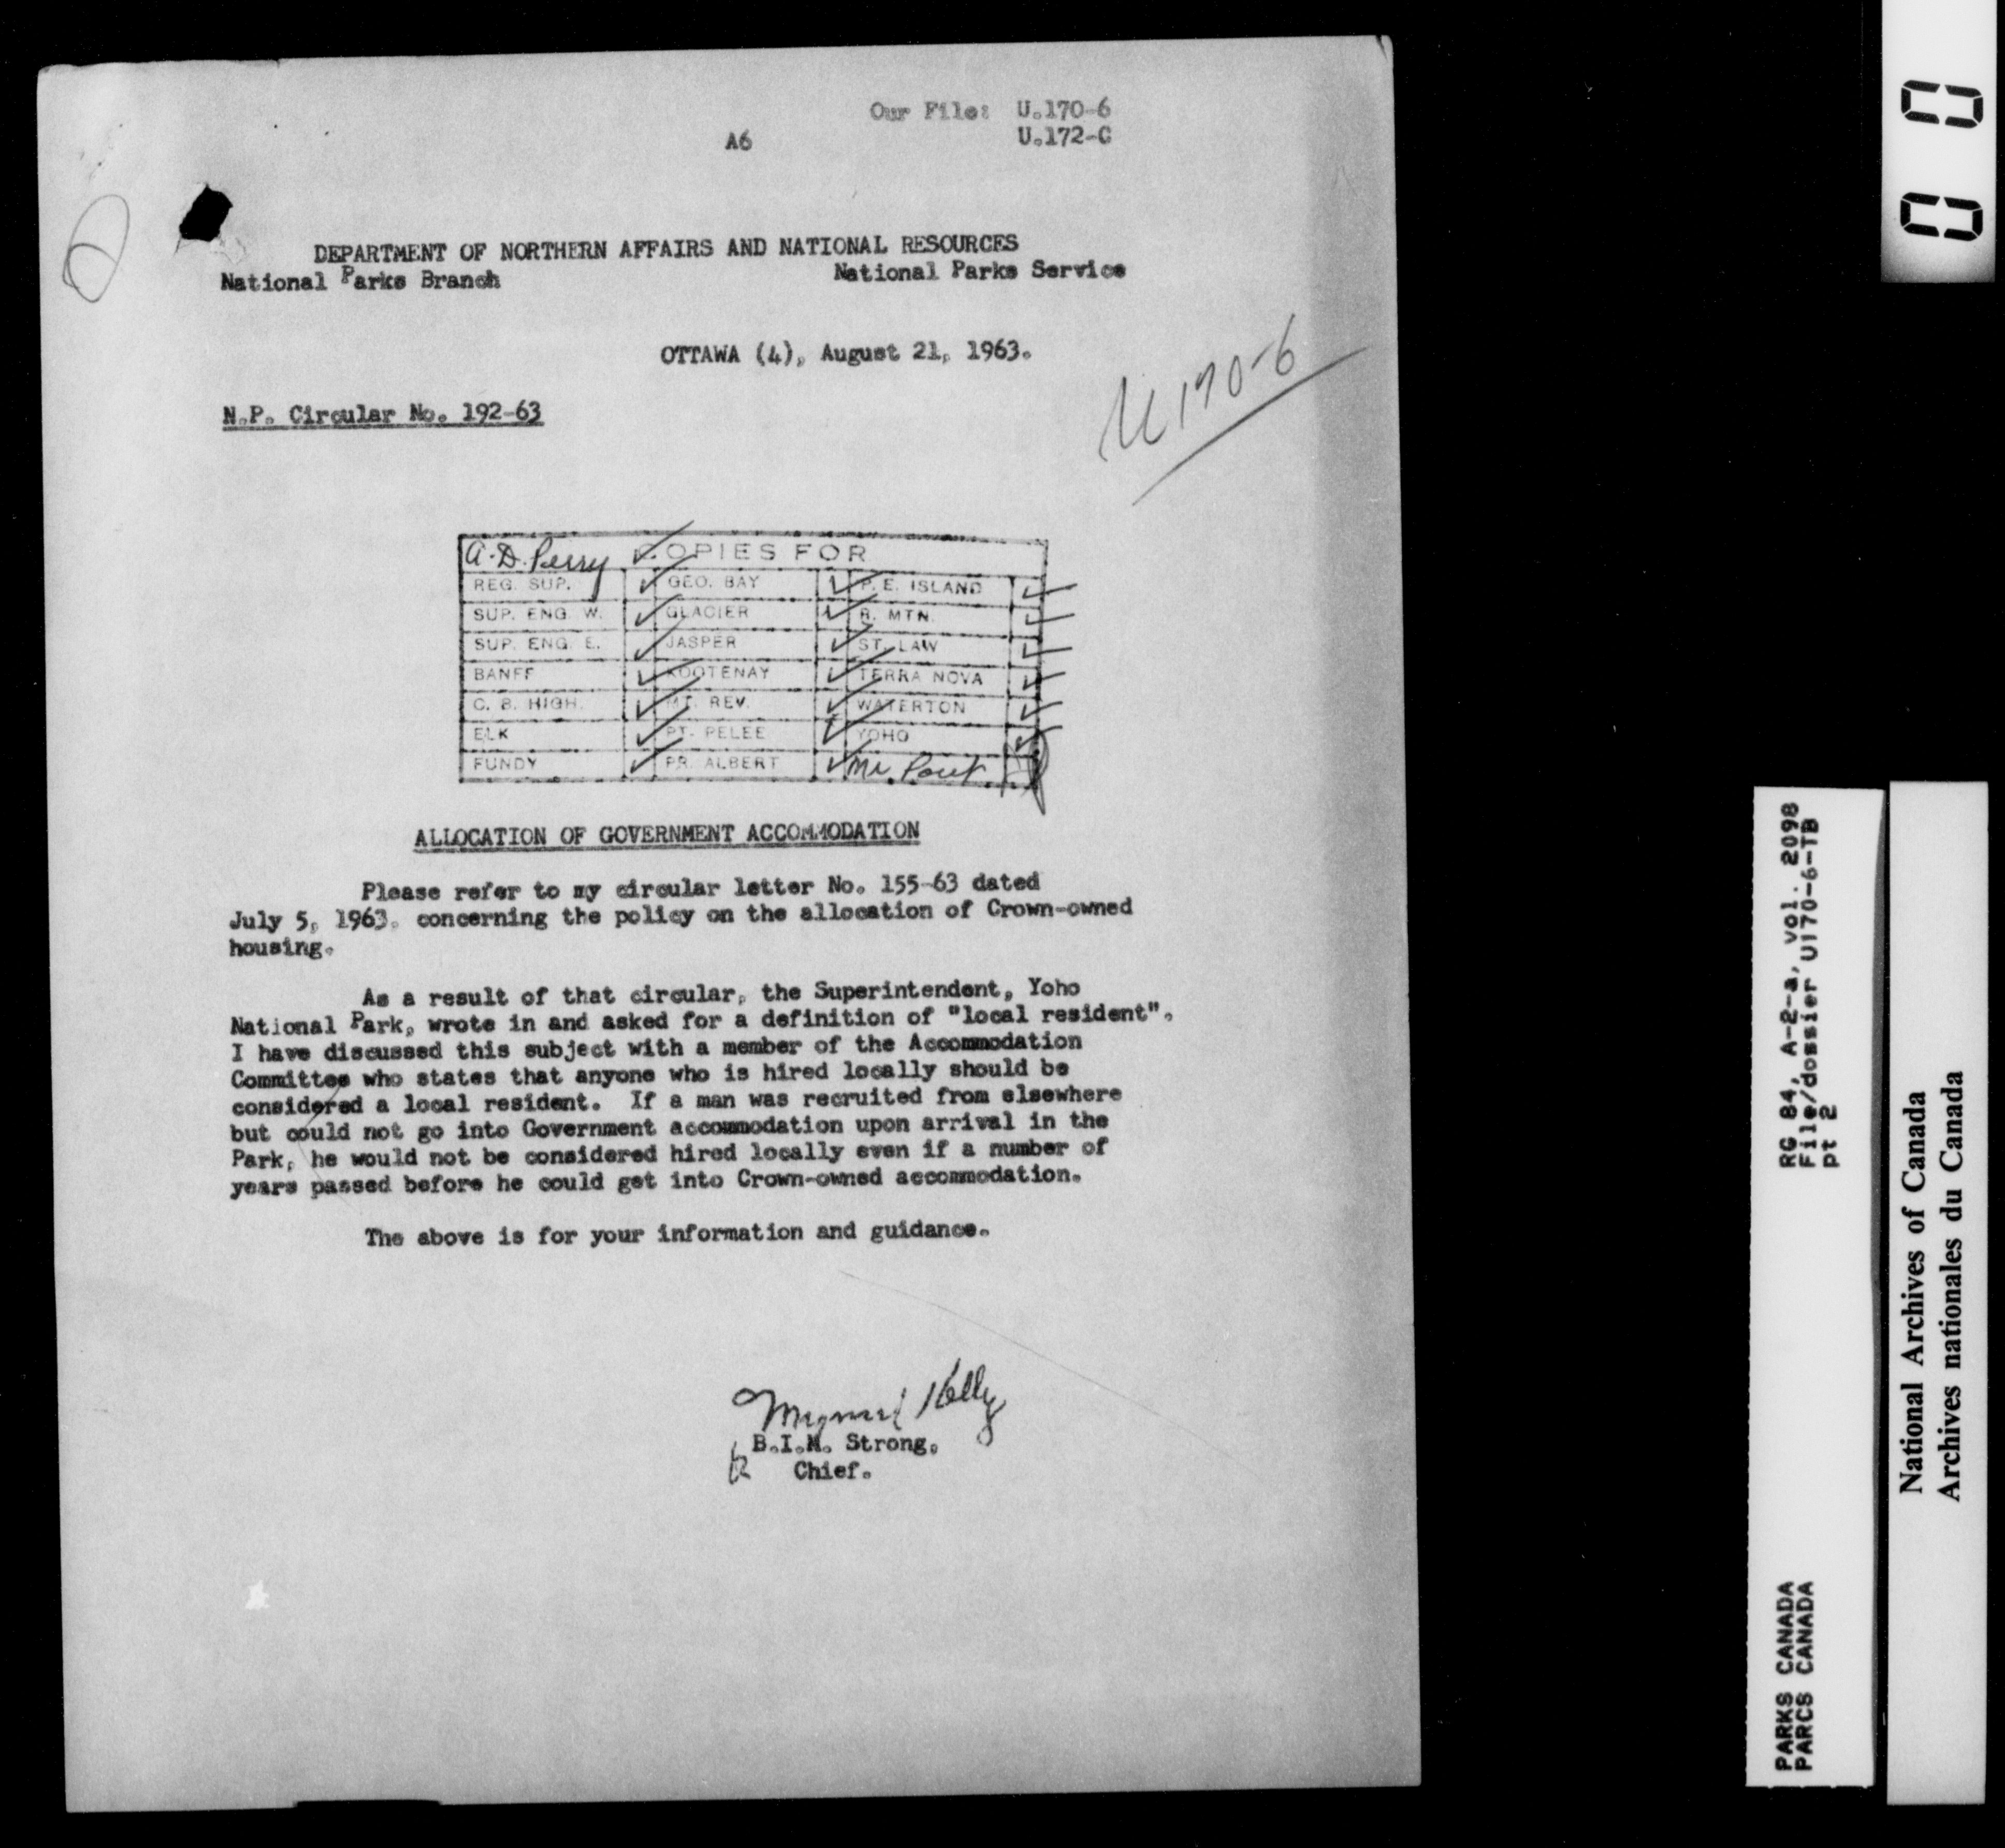 Our File: U.170-6
A6 U.172-C
DEPARTMENT OF NORTHERN AFFAIRS AND NATIONAL RESOURCES
National Parks Branch National Parks Service
OTTAWA (4), August 21, 1963.
U170-6
N.P. Circular No. 192-63
A.D. Perry COPIES FOR
REG. SUP. GEO. BAY P. E. ISLAND
SUP. ENG. W. GLACIER R. MTN.
SUP. ENG. E. JASPER ST. LAW
BANFF KOOTENAY TERRA NOVA
C. B. HIGH. MT. REV. WATERTON
ELK PT. PELEE YOHO
FUNDY PR. ALBERT Mr.
ALLOCATION OF GOVERNMENT ACCOMMODATION
Please refer to my circular letter No. 155-63 dated
July 5, 1963, concerning the policy on the allocation of Crown-owned
housing.
As a result of that circular, the Superintendent, Yoho
National Park, wrote in and asked for a definition of "local resident".
I have discussed this subject with a member of the Accommodation
Committee who states that anyone who is hired locally should be
considered a local resident. If a man was recruited from elsewhere
but could not go into Government accommodation upon arrival in the
Park, he would not be considered hired locally even if a number of
years passed before he could get into Crown-owned accommodation.
The above is for your information and guidance.
Kelly
B.I.M. Strong,
Chief.
RG 84, A-2-a, vol. 2098
File/dossier U170-6-TB
pt 2
PARKS CANADA
PARCS CANADA
National Archives of Canada
Archives nationales du Canada